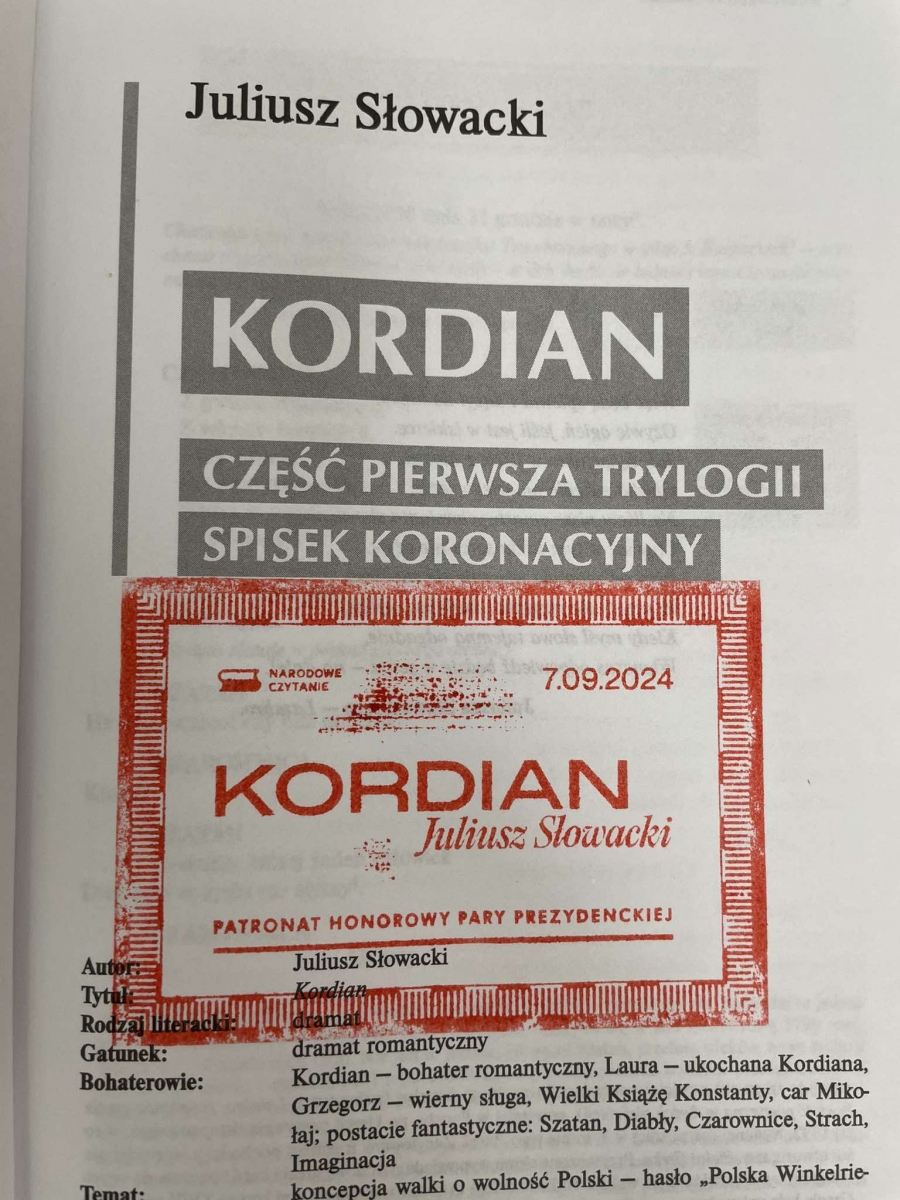 Juliusz Słowacki
KORDIAN
CZĘŚĆ PIERWSZA TRYLOGII
SPISEK KORONACYJNY
NARODOWE
CZYTANIE
7.09.2024
KORDIAN
Juliusz Słowacki
PATRONAT HONOROWY PARY PREZYDENCKIEJ
Autor: Juliusz Słowacki
Tytuł: Kordian
Rodzaj literacki: dramat
Gatunek: dramat romantyczny
Bohaterowie: Kordian – bohater romantyczny, Laura – ukochana Kordiana,
Grzegorz – wierny sługa, Wielki Książę Konstanty, car Miko-
łaj; postacie fantastyczne: Szatan, Diabły, Czarownice, Strach,
Imaginacja
Temat: koncepcja walki o wolność Polski – hasło „Polska Winkelrie-